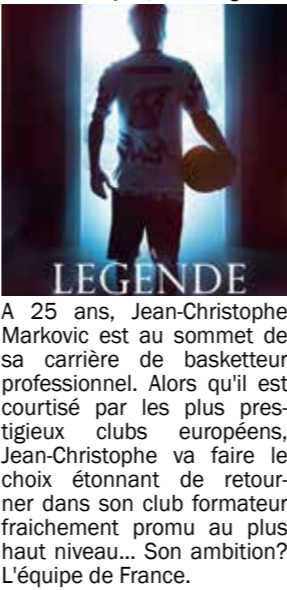 LEGENDE
A 25 ans, Jean-Christophe
Markovic est au sommet de
sa carrière de basketteur
professionnel. Alors qu'il est
courtisé par les plus pres-
tigieux clubs européens,
Jean-Christophe va faire le
choix étonnant de retour-
ner dans son club formateur
fraichement promu au plus
haut niveau... Son ambition?
L'équipe de France.